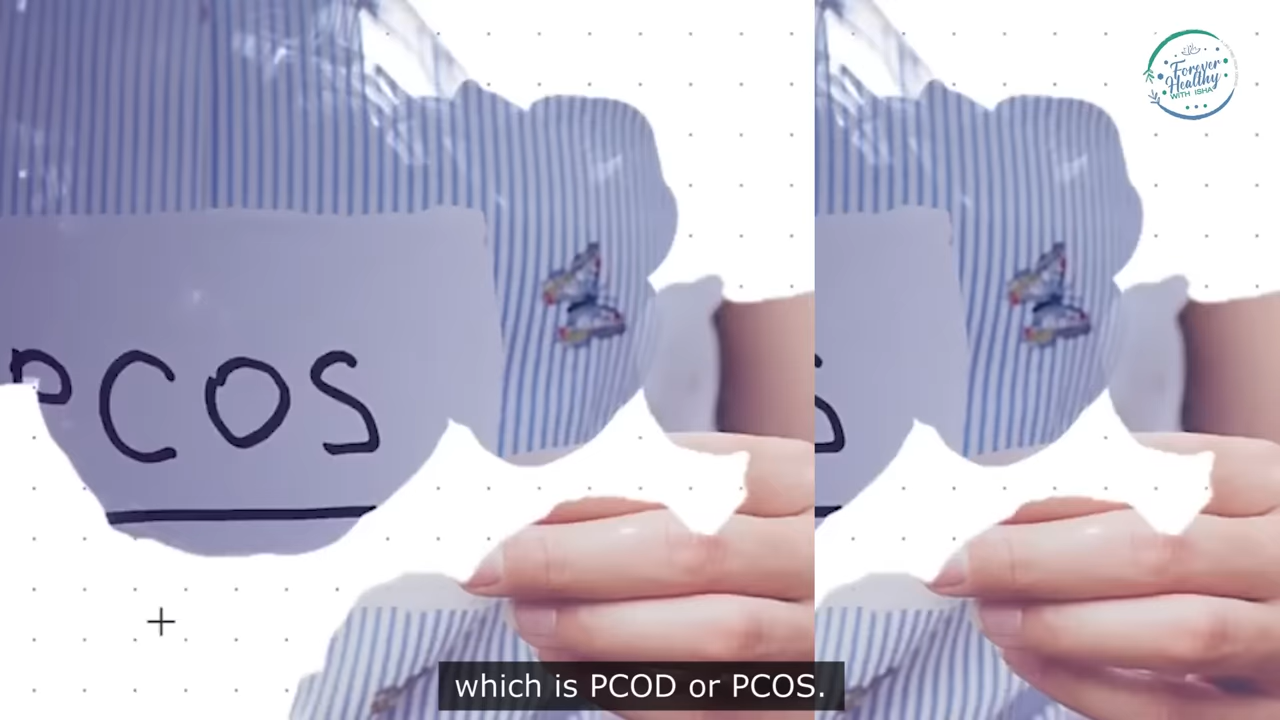 PCOS
Forever
Healthy
WITH ISHA
which is PCOD or PCOS.